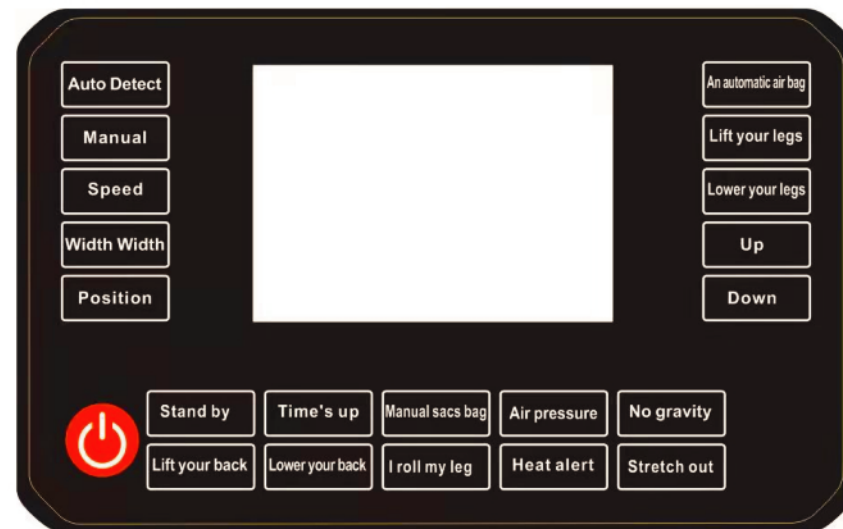 Auto Detect
Manual
Speed
Width Width
Position
An automatic air bag
Lift your legs
Lower your legs
Up
Down
Stand by
Time's up
Manual sacs bag
Air pressure
No gravity
Lift your back
Lower your back
I roll my leg
Heat alert
Stretch out